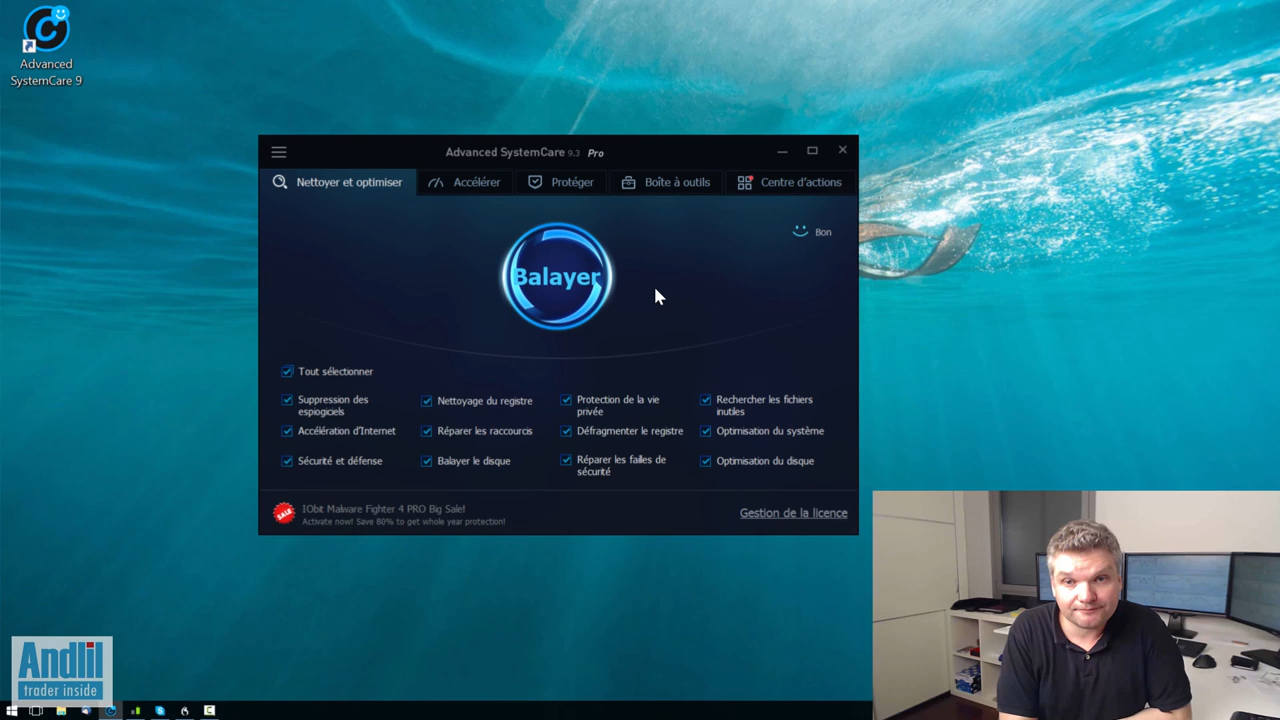 Advanced
SystemCare 9
Advanced SystemCare 9.3 Pro
Nettoyer et optimiser
Accélérer
Protéger
Boîte à outils
Centre d'actions
Bon
Balayer
Tout sélectionner
Suppression des
espiogiciels
Nettoyage du registre
Protection de la vie
privée
Rechercher les fichiers
inutiles
Accélération d'Internet
Réparer les raccourcis
Défragmenter le registre
Optimisation du système
Sécurité et défense
Balayer le disque
Réparer les failles de
sécurité
Optimisation du disque
SALE
IObit Malware Fighter 4 PRO Big Sale!
Activate now! Save 80% to get whole year protection!
Gestion de la licence
Andlil
trader inside